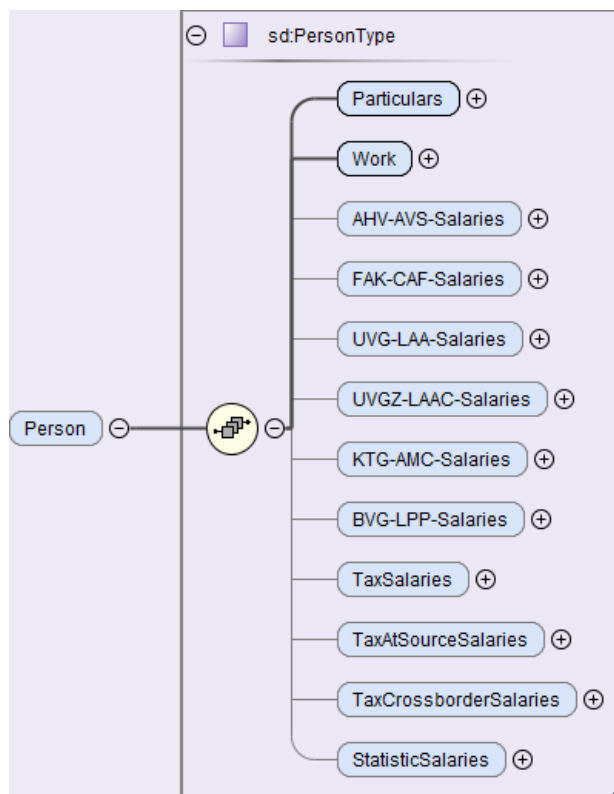 sd:PersonType
Particulars
Work
AHV-AVS-Salaries
FAK-CAF-Salaries
UVG-LAA-Salaries
UVGZ-LAAC-Salaries
Person
KTG-AMC-Salaries
BVG-LPP-Salaries
TaxSalaries
TaxAtSourceSalaries
TaxCrossborderSalaries
StatisticSalaries